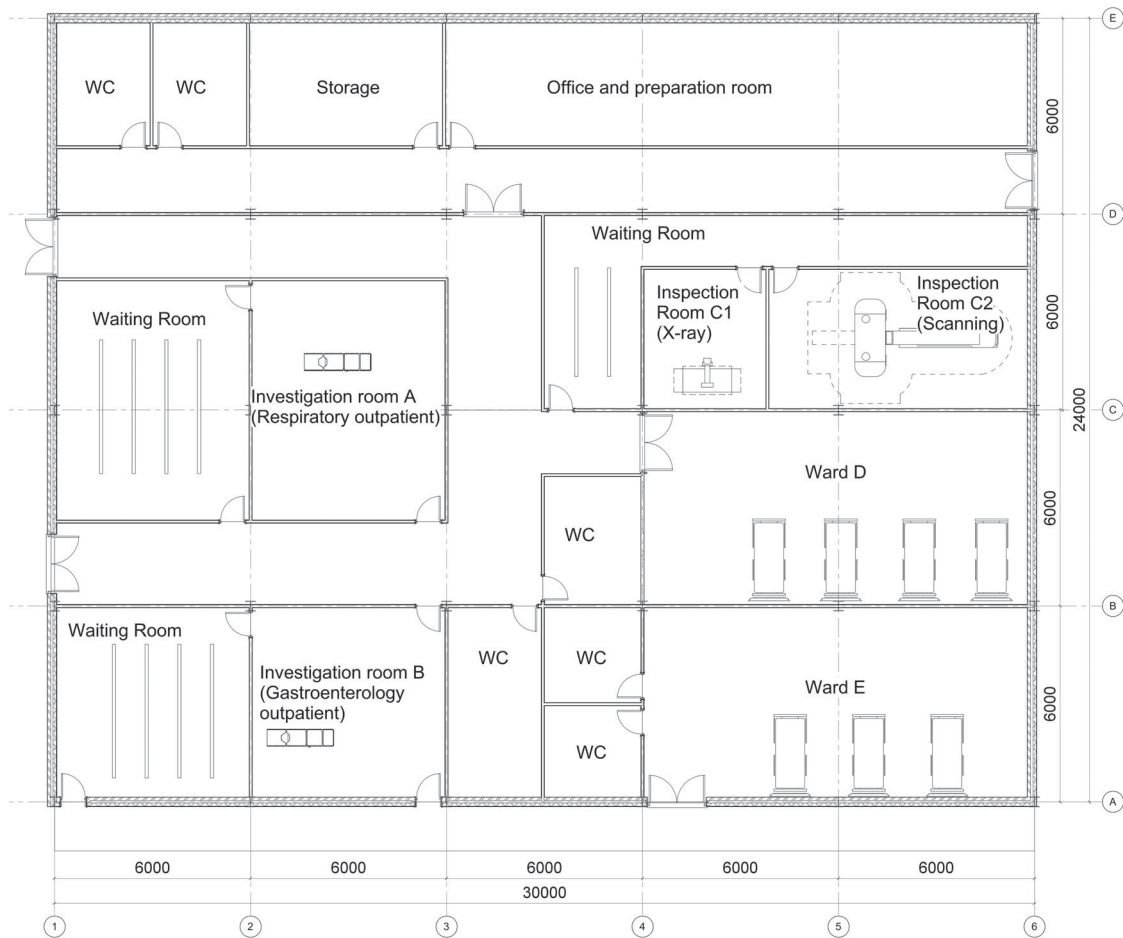 E
WC
WC
Storage
Office and preparation room
6000
D
Waiting Room
Waiting Room
Inspection
Room C1
(X-ray)
Inspection
Room C2
(Scanning)
6000
Investigation room A
(Respiratory outpatient)
24000
C
Ward D
WC
6000
B
Waiting Room
Investigation room B
(Gastroenterology
outpatient)
WC
WC
WC
Ward E
6000
A
6000
6000
6000
6000
6000
30000
1
2
3
4
5
6